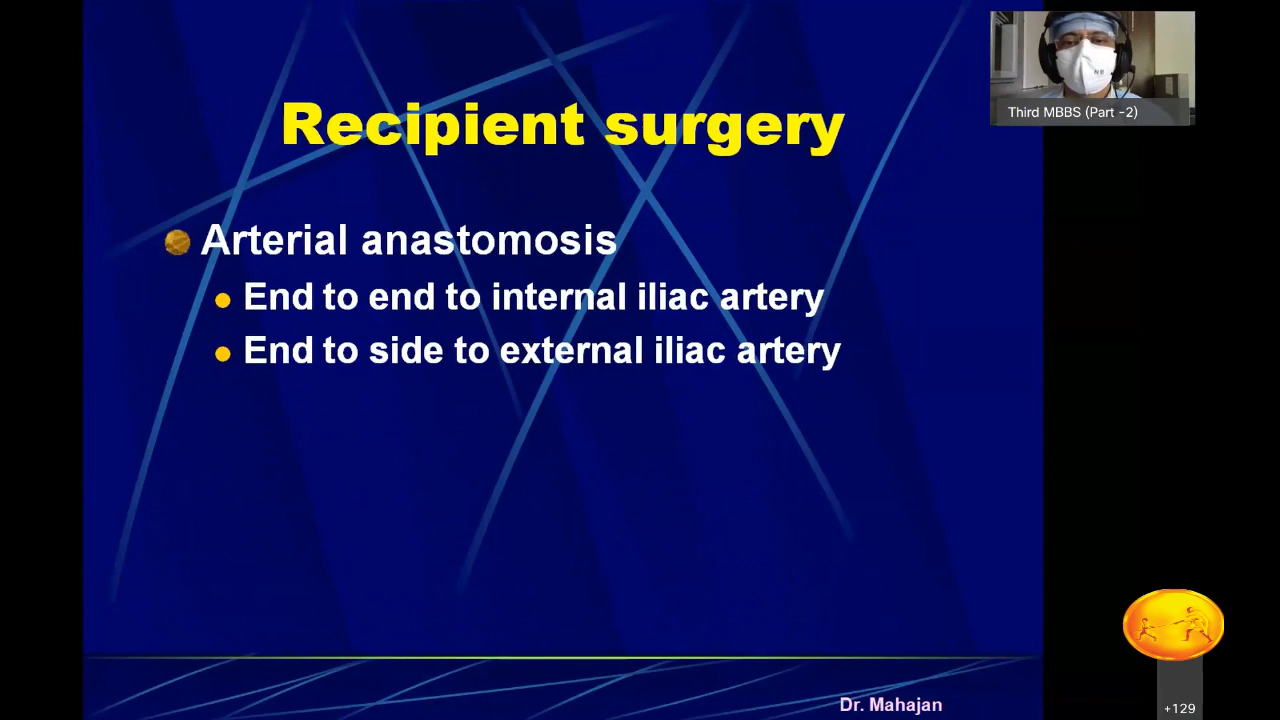 Recipient surgery
Arterial anastomosis
End to end to internal iliac artery
End to side to external iliac artery
Dr. Mahajan
Third MBBS (Part -2)
+129